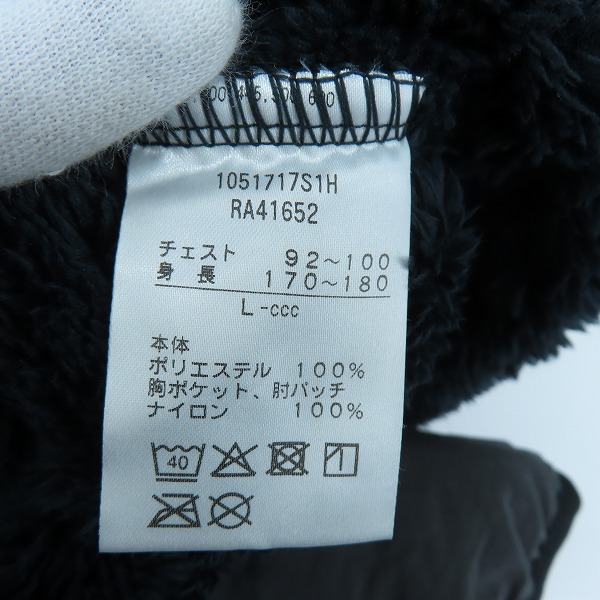 1051717S1H
RA41652
チェスト 92~100
身 長 170~180
L-ccc
本体
ポリエステル 100%
胸ポケット、肘パッチ
ナイロン 100%
40